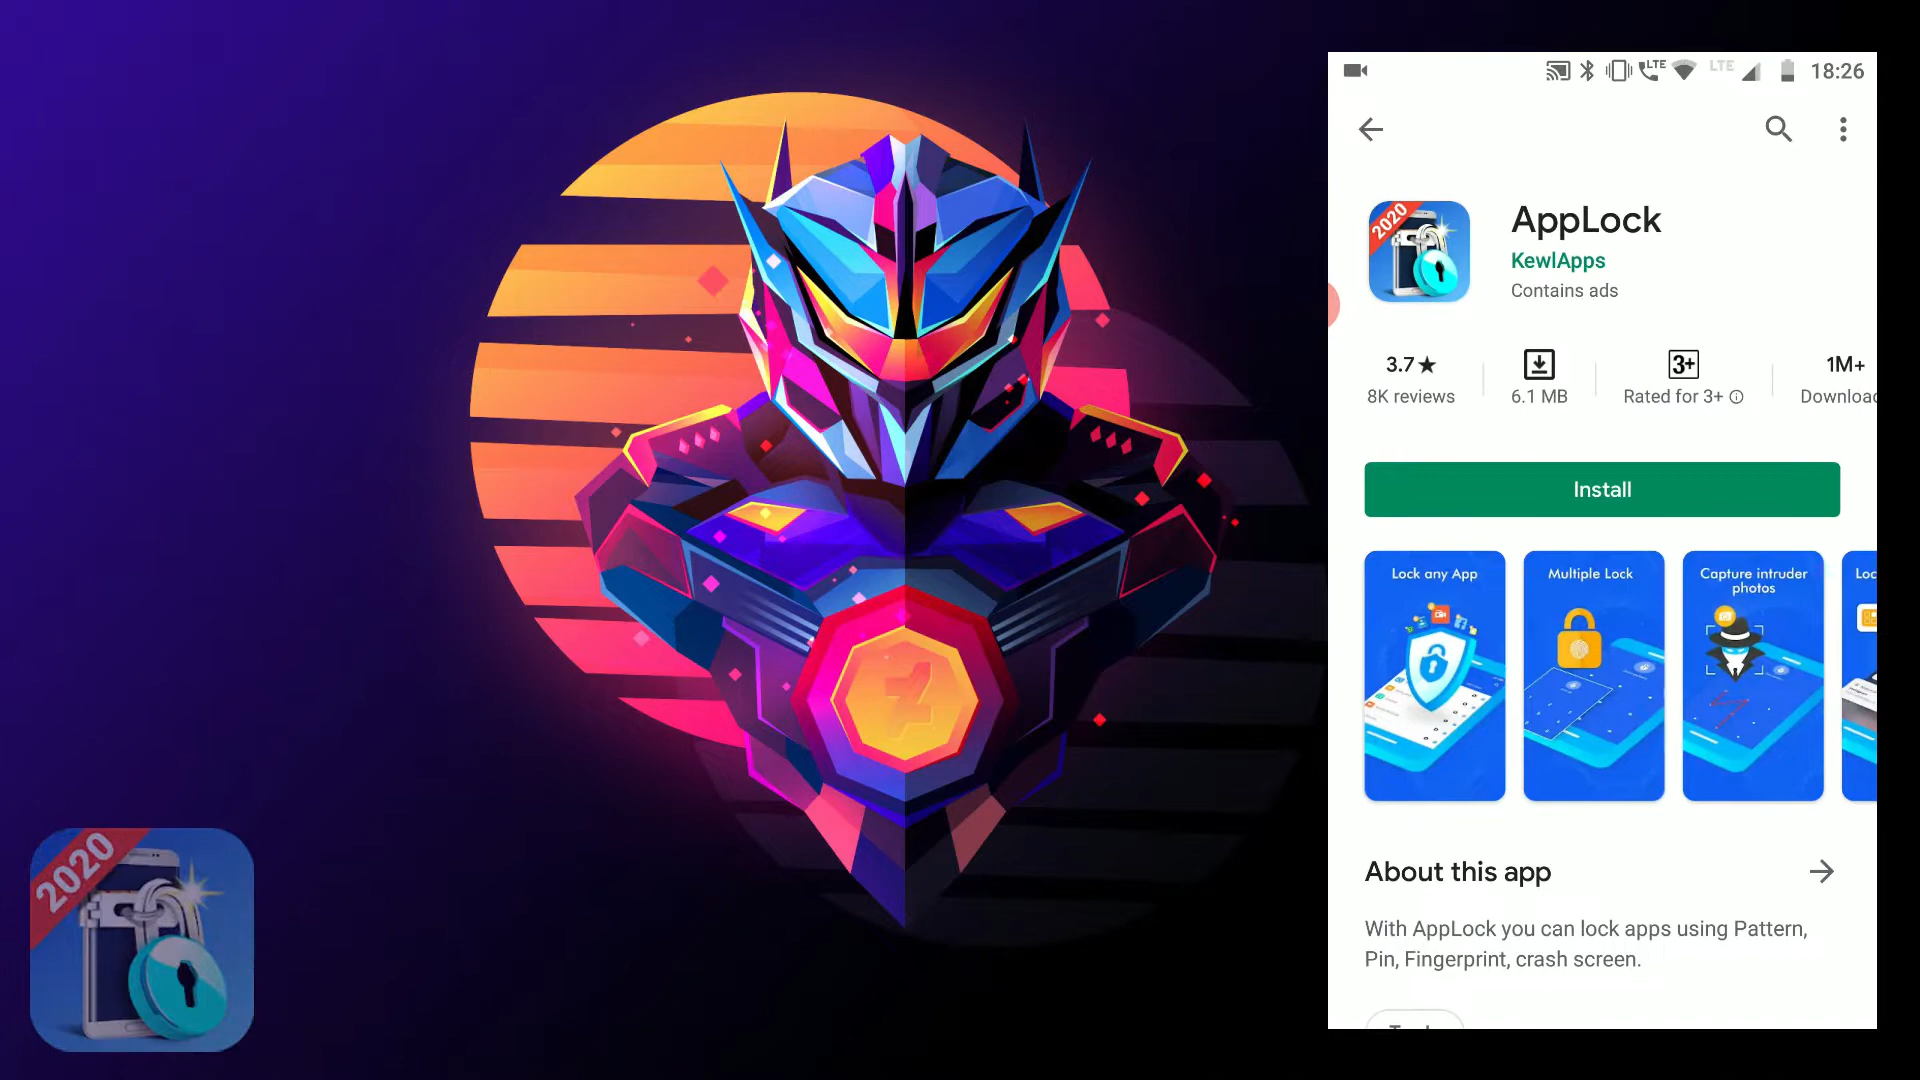 LTE
LTE
18:26
2020
AppLock
KewlApps
Contains ads
3.7★
8K reviews
6.1 MB
3+
Rated for 3+
1M+
Install
Lock any App
Multiple Lock
Capture intruder
photos
About this app
With AppLock you can lock apps using Pattern,
Pin, Fingerprint, crash screen.
2020